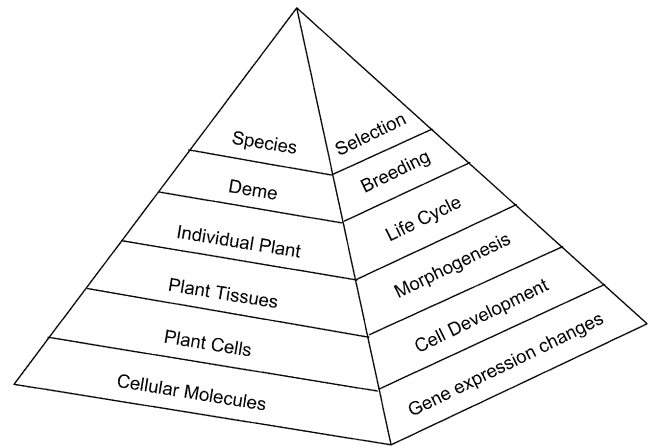 Species
Selection
Deme
Breeding
Individual Plant
Life Cycle
Plant Tissues
Morphogenesis
Plant Cells
Cell Development
Cellular Molecules
Gene expression changes